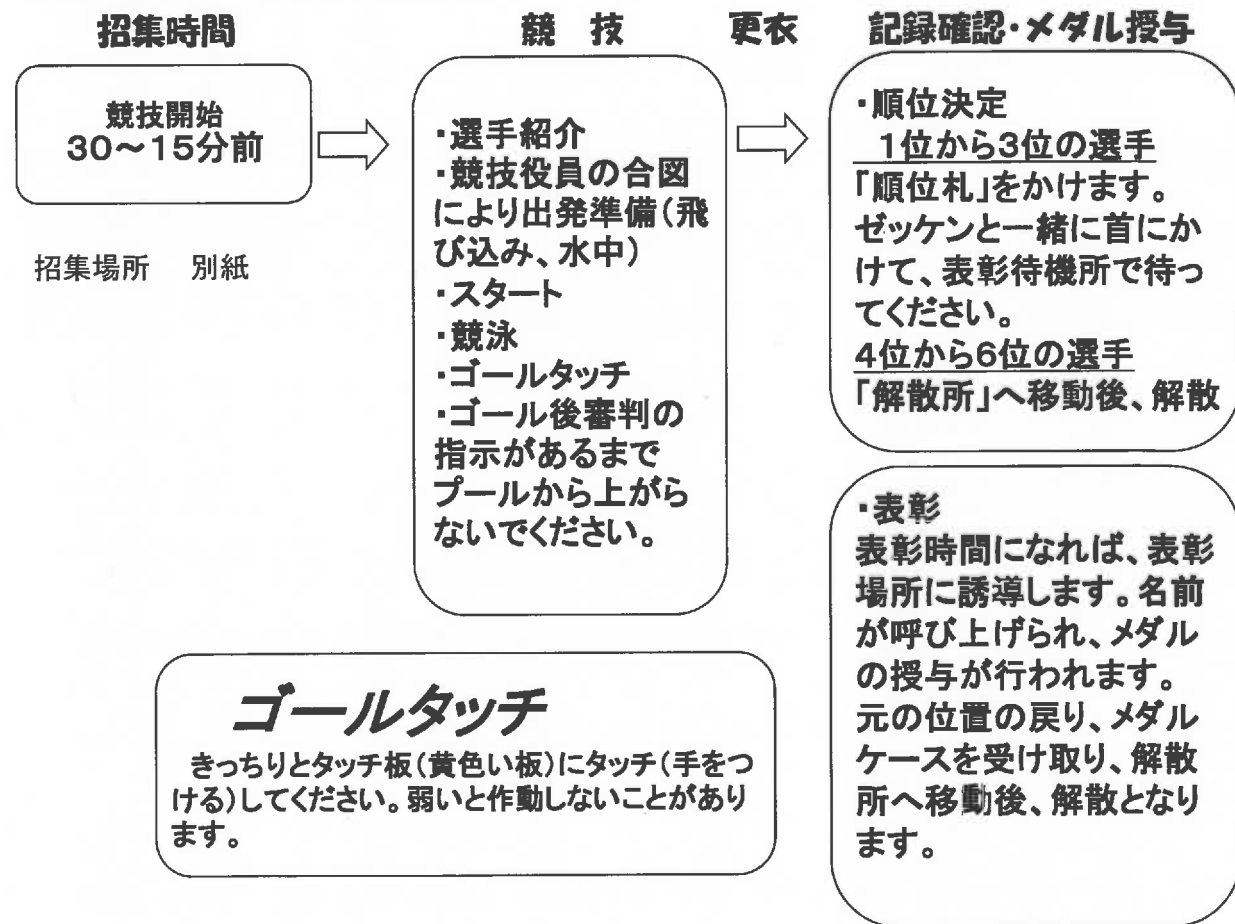 招集時間
競技開始
30〜15分前
招集場所　別紙
競　技
・選手紹介
・競技役員の合図
により出発準備(飛
び込み、水中)
・スタート
・競泳
・ゴールタッチ
・ゴール後審判の
指示があるまで
プールから上がら
ないでください。
更衣
記録確認・メダル授与
・順位決定
1位から3位の選手
「順位札」をかけます。
ゼッケンと一緒に首にか
けて、表彰待機所で待っ
てください。
4位から6位の選手
「解散所」へ移動後、解散
・表彰
表彰時間になれば、表彰
場所に誘導します。名前
が呼び上げられ、メダル
の授与が行われます。
元の位置の戻り、メダル
ケースを受け取り、解散
所へ移動後、解散となり
ます。
ゴールタッチ
きっちりとタッチ板(黄色い板)にタッチ(手をつ
ける)してください。弱いと作動しないことがあり
ます。